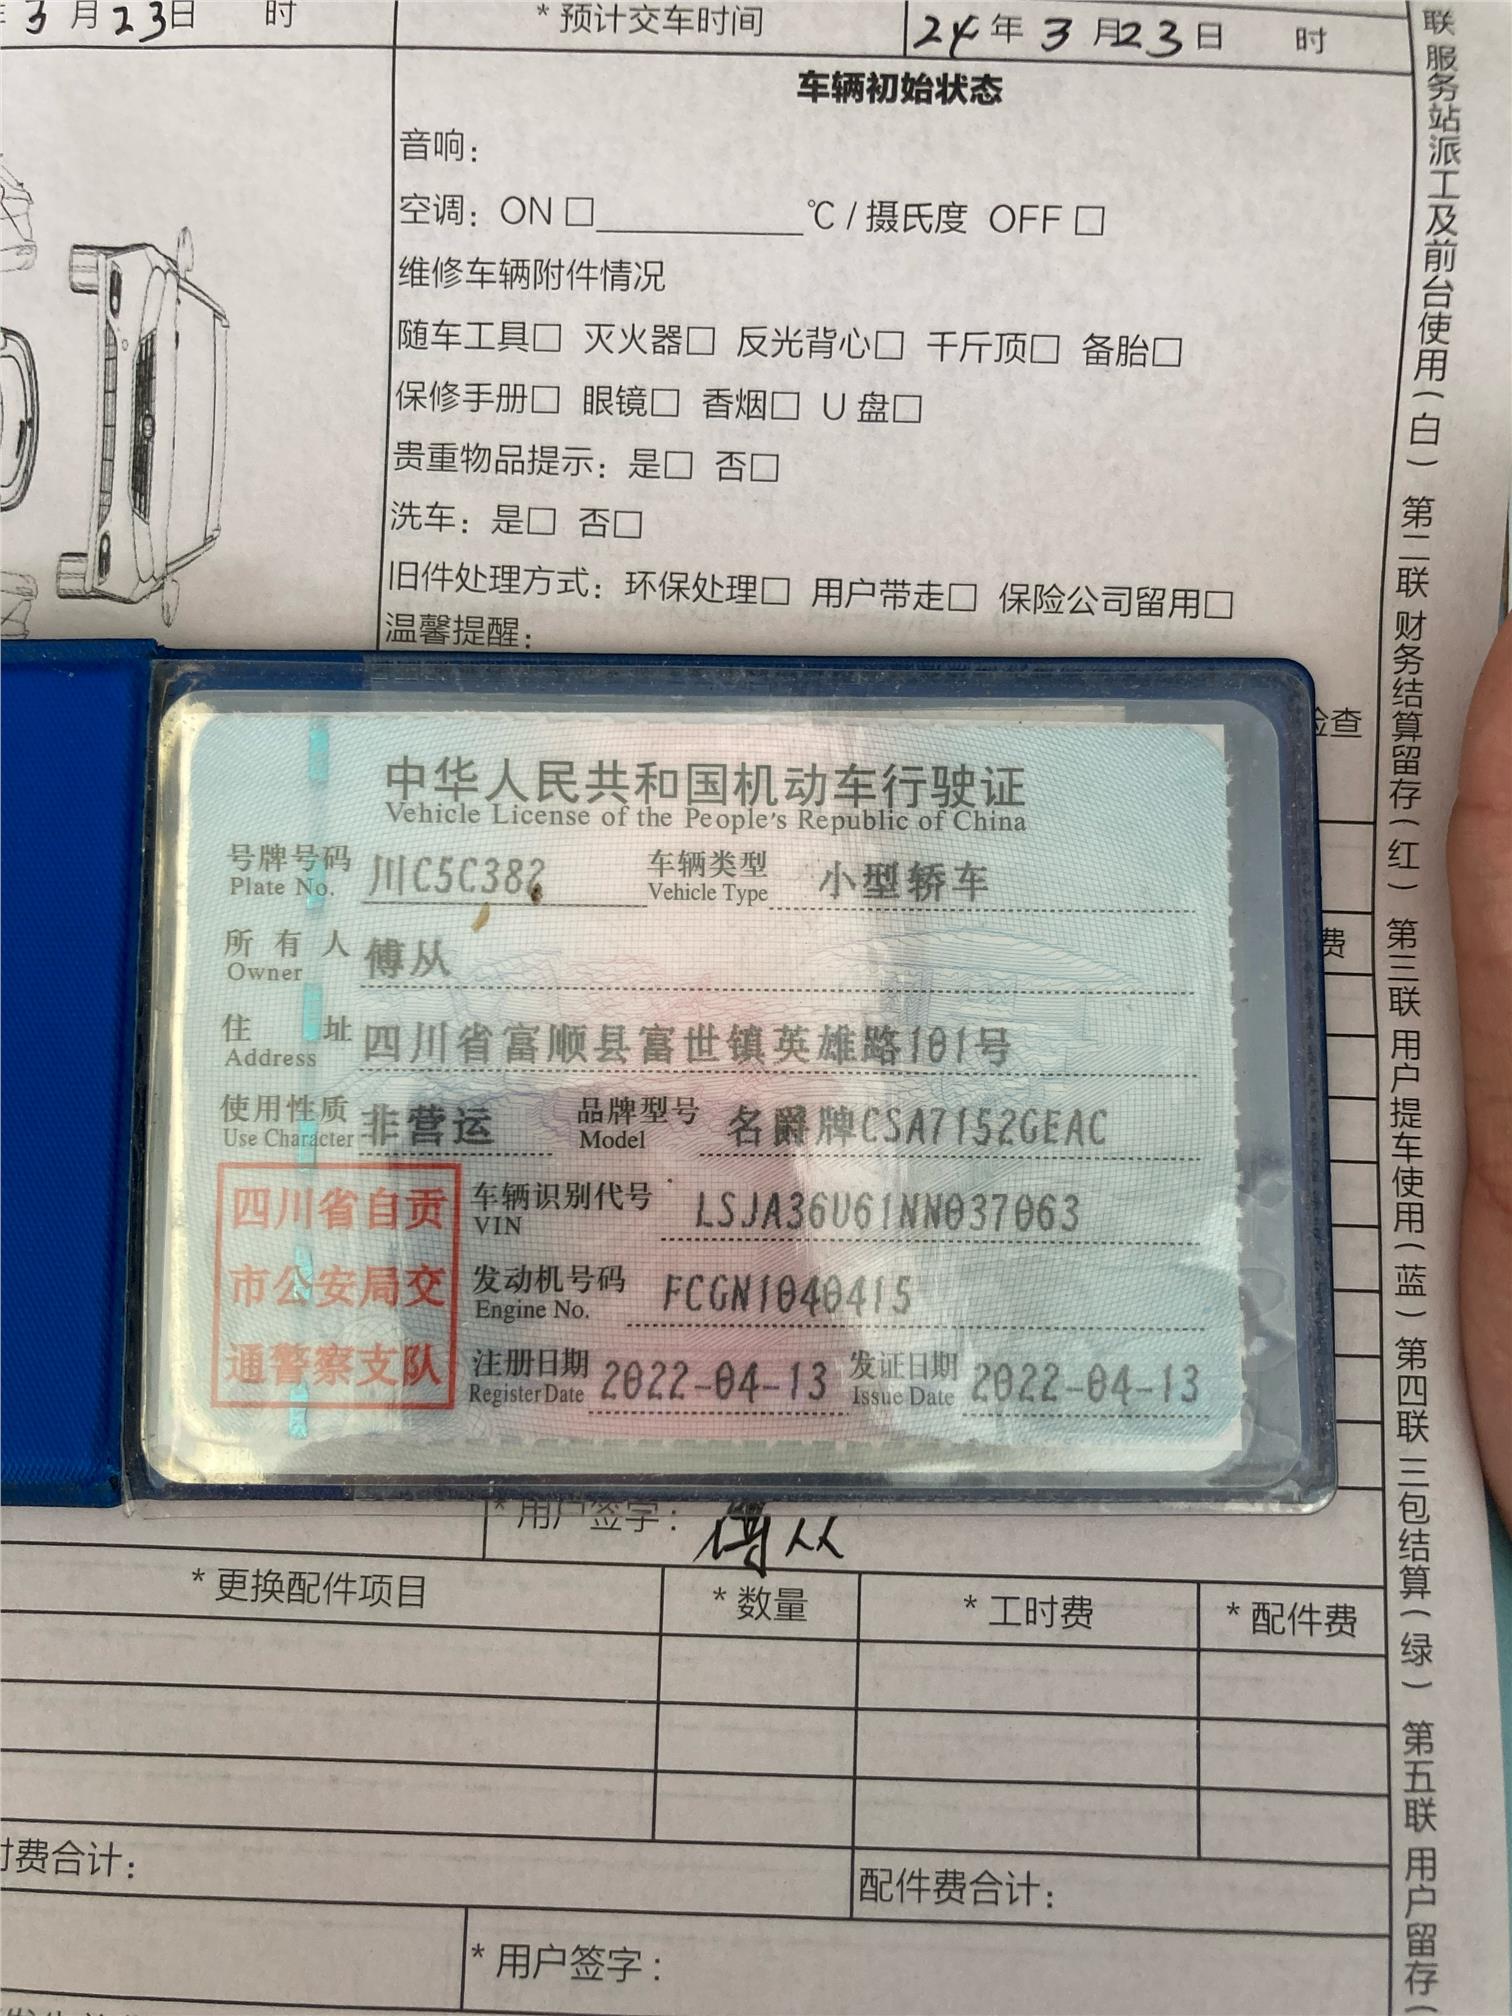 3月23日 时
* 预计交车时间
24年3月23日 时
车辆初始状态
音响：
空调：ON □ ℃ / 摄氏度 OFF □
维修车辆附件情况
随车工具□ 灭火器□ 反光背心□ 千斤顶□ 备胎□
保修手册□ 眼镜□ 香烟□ U 盘□
贵重物品提示：是□ 否□
洗车：是□ 否□
旧件处理方式：环保处理□ 用户带走□ 保险公司留用□
温馨提醒：
检查
费
中华人民共和国机动车行驶证
Vehicle License of the People's Republic of China
号牌号码 川C5C382 车辆类型 小型轿车
Plate No. Vehicle Type
所有人 傅从
Owner
住址 四川省富顺县富世镇英雄路101号
Address
使用性质 非营运 品牌型号 名爵牌CSA7152GEAC
Use Character Model
四川省自贡
市公安局交
通警察支队
车辆识别代号 LSJA36U61NN037063
VIN
发动机号码 FCGN1040415
Engine No.
注册日期 2022-04-13 发证日期 2022-04-13
Register Date Issue Date
* 用户签字：傅从
* 更换配件项目 * 数量 * 工时费 * 配件费
时费合计：
配件费合计：
* 用户签字：
联 服务站派工及前台使用(白) 第二联 财务结算留存(红) 第三联 用户提车使用(蓝) 第四联 三包结算(绿) 第五联 用户留存(